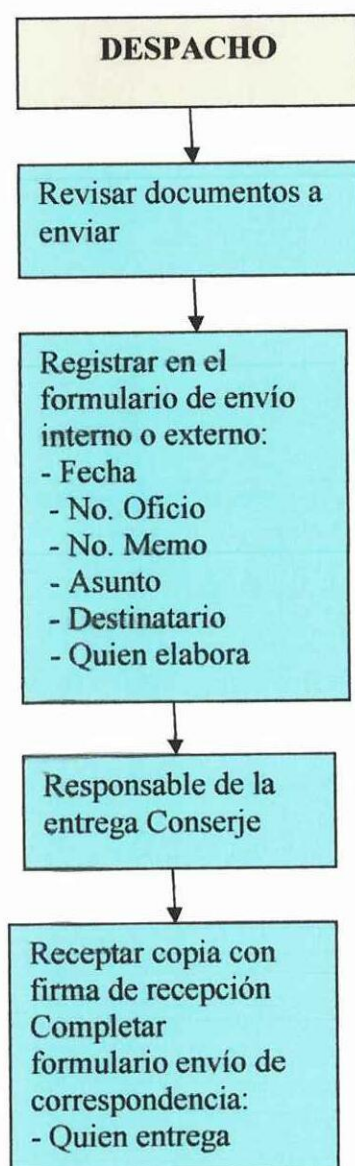 DESPACHO
Revisar documentos a
enviar
Registrar en el
formulario de envío
interno o externo:
- Fecha
- No. Oficio
- No. Memo
- Asunto
- Destinatario
- Quien elabora
Responsable de la
entrega Conserje
Receptar copia con
firma de recepción
Completar
formulario envío de
correspondencia:
- Quien entrega